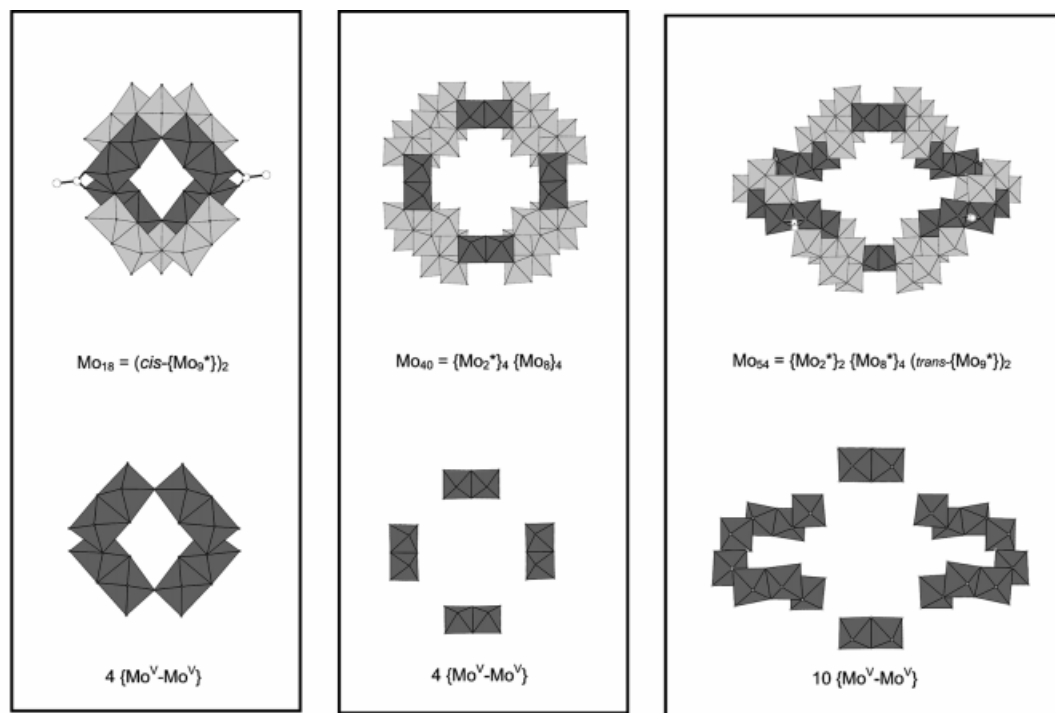 Mo₁₈ = (cis-{Mo₉*})₂
4 {Moⱽ-Moⱽ}
Mo₄₀ = {Mo₂*}₄ {Mo₈}₄
4 {Moⱽ-Moⱽ}
Mo₅₄ = {Mo₂*}₂ {Mo₈*}₄ (trans-{Mo₉*})₂
10 {Moⱽ-Moⱽ}